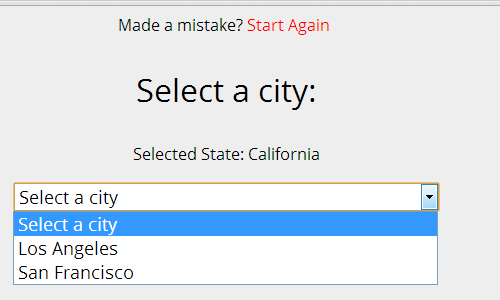 Made a mistake? Start Again
Select a city:
Selected State: California
Select a city
Select a city
Los Angeles
San Francisco